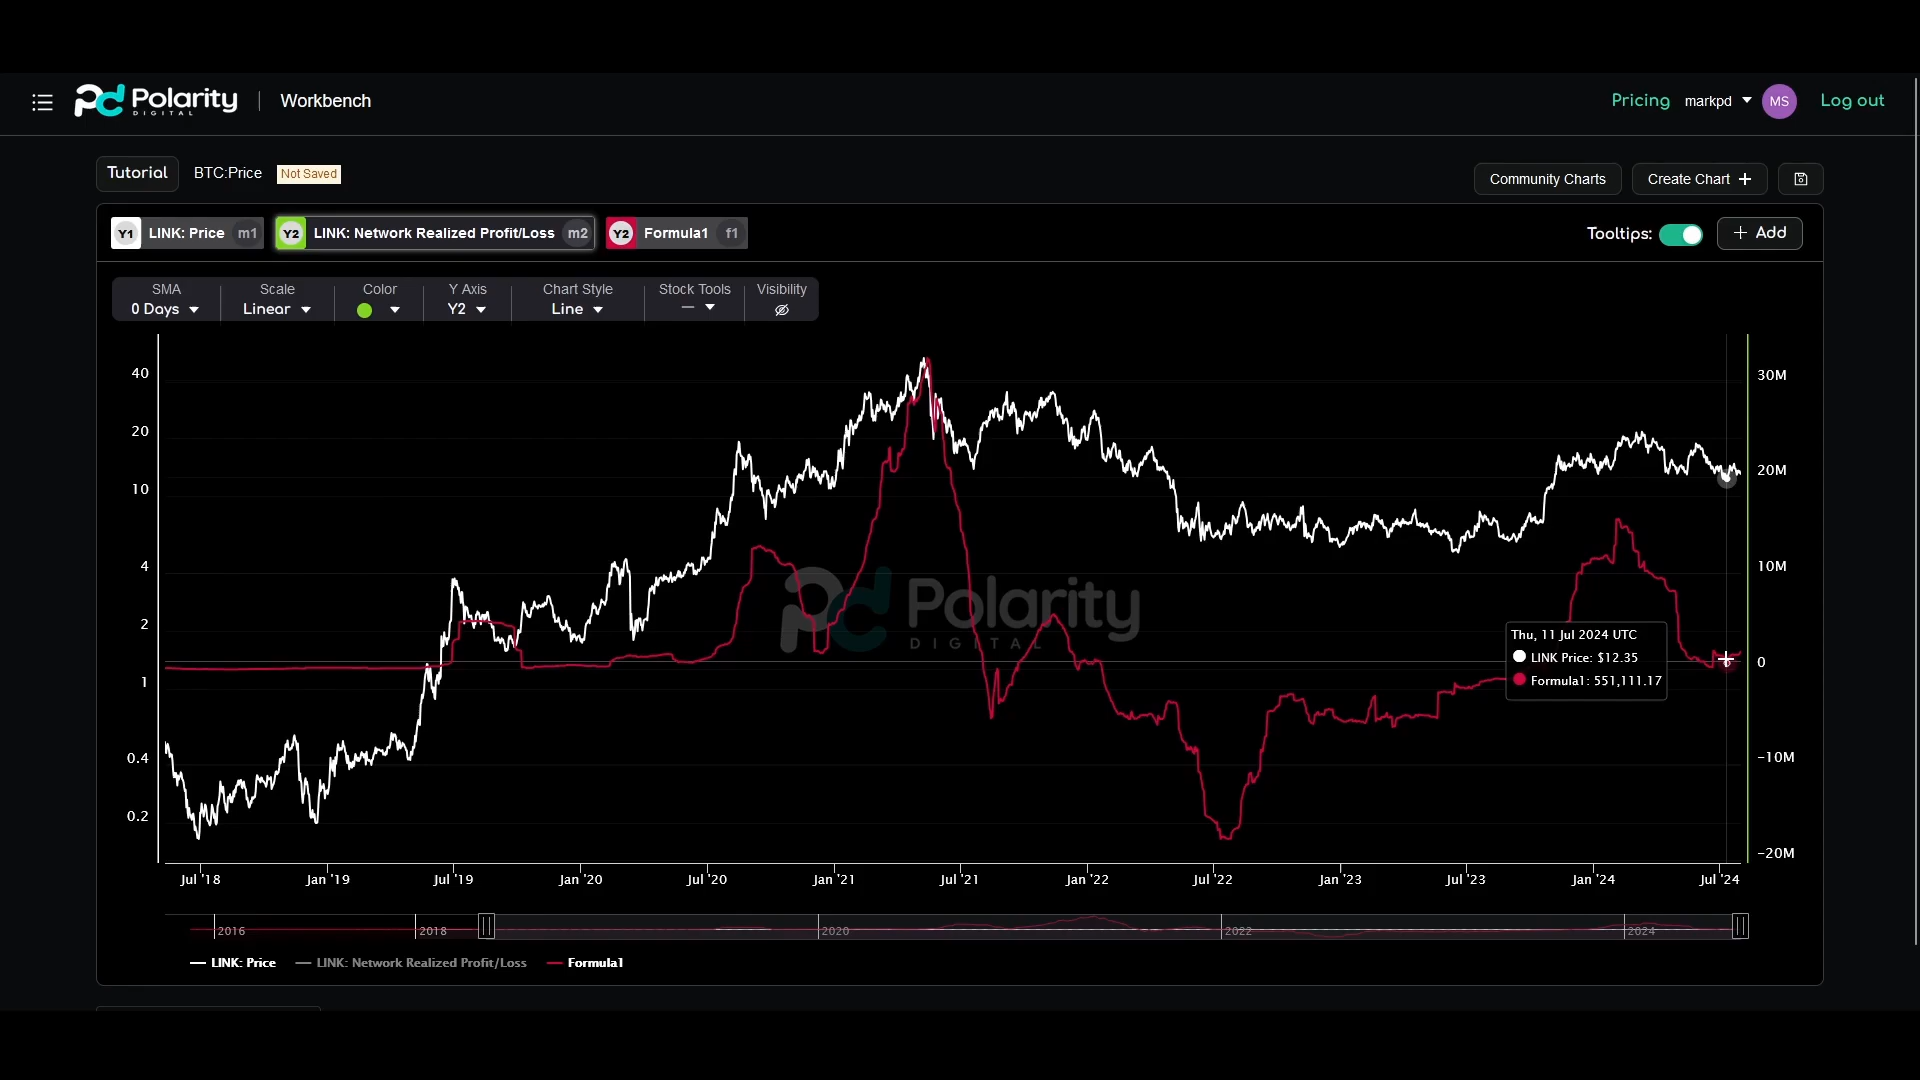 Polarity
DIGITAL
Workbench
Pricing
markpd
MS
Log out
Tutorial
BTC:Price
Not Saved
Community Charts
Create Chart +
Y1 LINK: Price m1
Y2 LINK: Network Realized Profit/Loss m2
Y2 Formula1 f1
Tooltips:
+ Add
SMA
0 Days
Scale
Linear
Color
Y Axis
Y2
Chart Style
Line
Stock Tools
—
Visibility
40
20
10
4
2
1
0.4
0.2
30M
20M
10M
0
-10M
-20M
Polarity
DIGITAL
Thu, 11 Jul 2024 UTC
LINK Price: $12.35
Formula1: 551,111.17
Jul '18
Jan '19
Jul '19
Jan '20
Jul '20
Jan '21
Jul '21
Jan '22
Jul '22
Jan '23
Jul '23
Jan '24
Jul '24
2016
2018
2020
2022
2024
LINK: Price
LINK: Network Realized Profit/Loss
Formula1